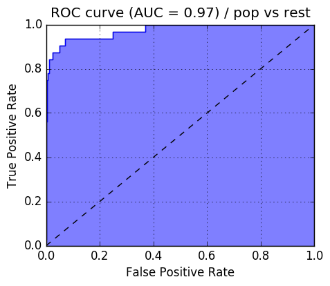 ROC curve (AUC = 0.97) / pop vs rest
1.0
0.8
0.6
0.4
0.2
0.0
True Positive Rate
0.0 0.2 0.4 0.6 0.8 1.0
False Positive Rate